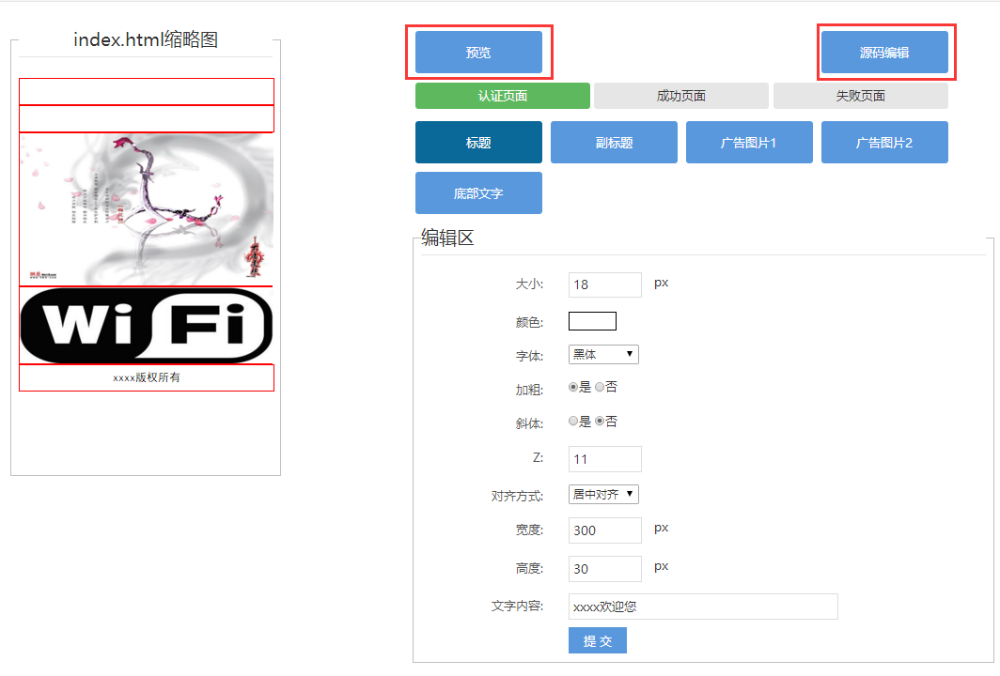 index.html缩略图
WiFi
xxxx版权所有
预览
源码编辑
认证页面
成功页面
失败页面
标题
副标题
广告图片1
广告图片2
底部文字
编辑区
大小: 18 px
颜色:
字体: 黑体
加粗: 是 否
斜体: 是 否
Z: 11
对齐方式: 居中对齐
宽度: 300 px
高度: 30 px
文字内容: xxxx欢迎您
提 交